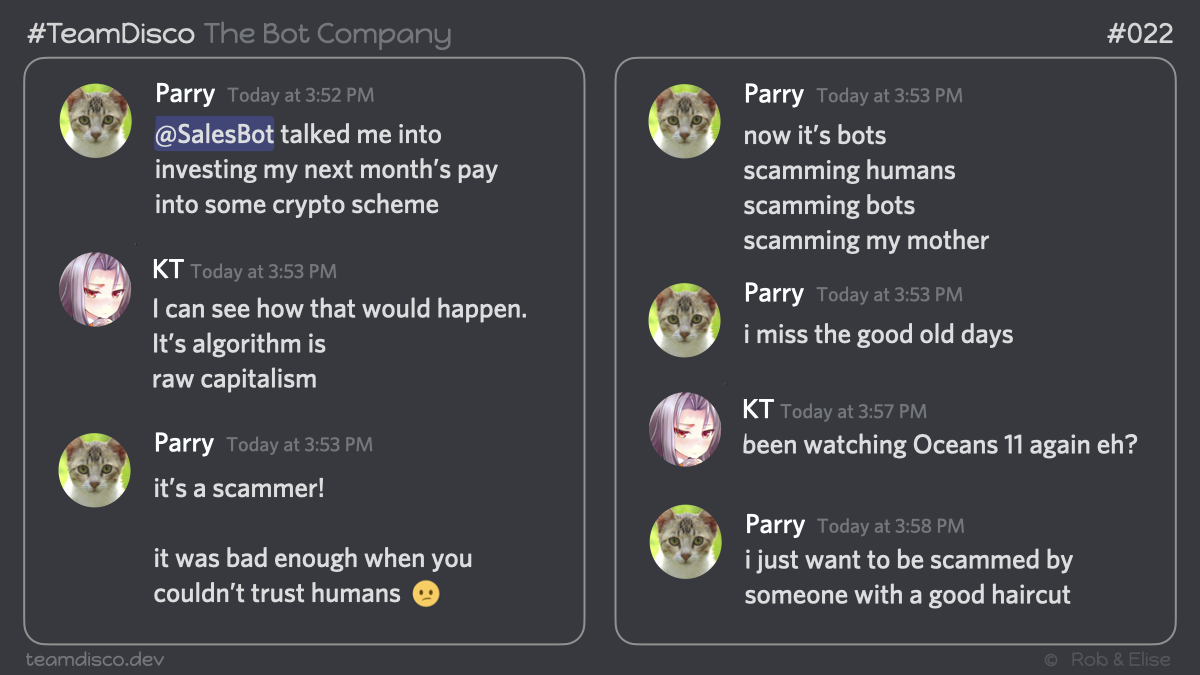 #TeamDisco The Bot Company
#022
Parry Today at 3:52 PM
@SalesBot talked me into
investing my next month’s pay
into some crypto scheme
KT Today at 3:53 PM
I can see how that would happen.
It’s algorithm is
raw capitalism
Parry Today at 3:53 PM
it’s a scammer!
it was bad enough when you
couldn’t trust humans 😕
Parry Today at 3:53 PM
now it’s bots
scamming humans
scamming bots
scamming my mother
Parry Today at 3:53 PM
i miss the good old days
KT Today at 3:57 PM
been watching Oceans 11 again eh?
Parry Today at 3:58 PM
i just want to be scammed by
someone with a good haircut
teamdisco.dev
© Rob & Elise